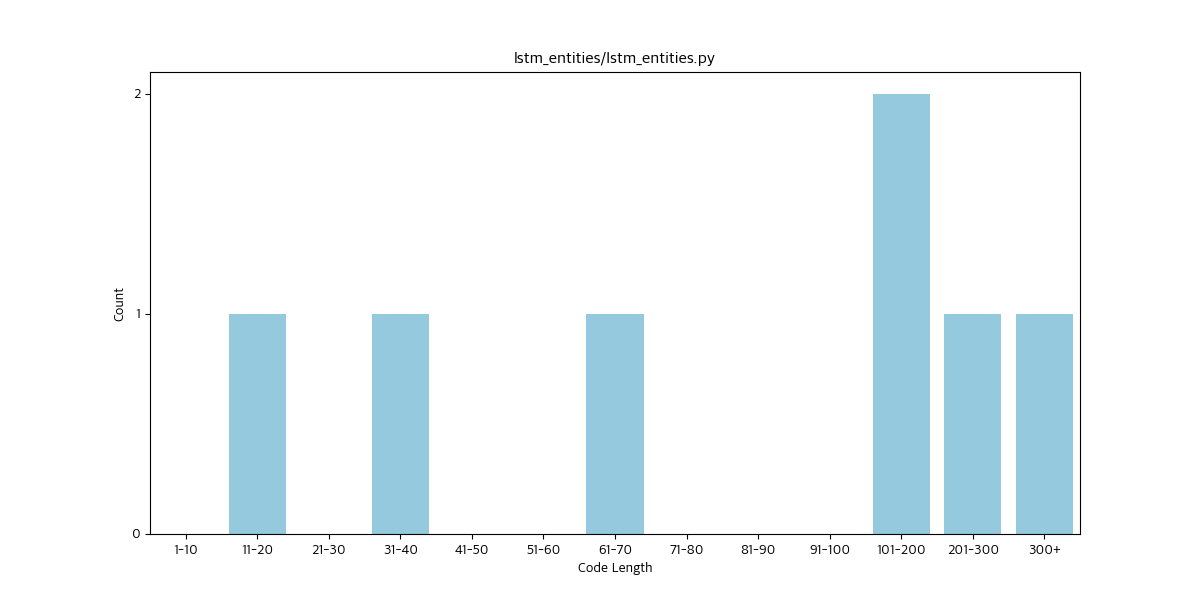 lstm_entities/lstm_entities.py
2
1
0
Count
1-10 11-20 21-30 31-40 41-50 51-60 61-70 71-80 81-90 91-100 101-200 201-300 300+
Code Length